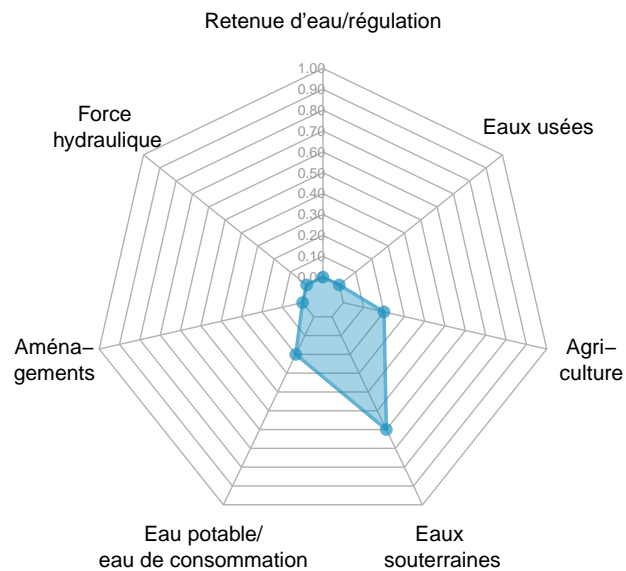 Retenue d'eau/régulation
1.00
0.90
0.80
0.70
0.60
0.50
0.40
0.30
0.20
0.10
0.0
Force
hydraulique
Eaux usées
Aména–
gements
Agri–
culture
Eau potable/
eau de consommation
Eaux
souterraines